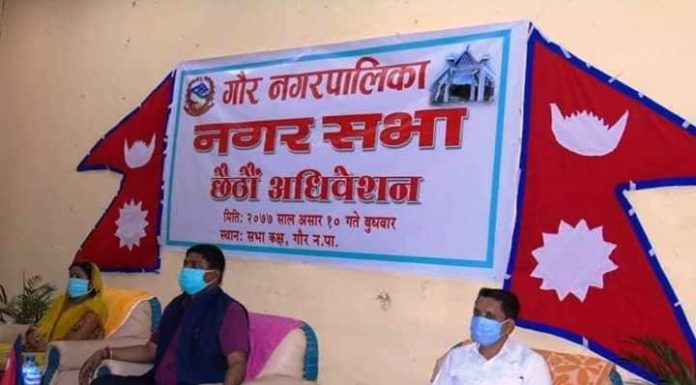 गौर नगरपालिका
नगर सभा
छैठौं अधिवेशन
मिति: २०७७ साल असार १० गते बुधवार
स्थान: सभा कक्ष, गौर न.पा.